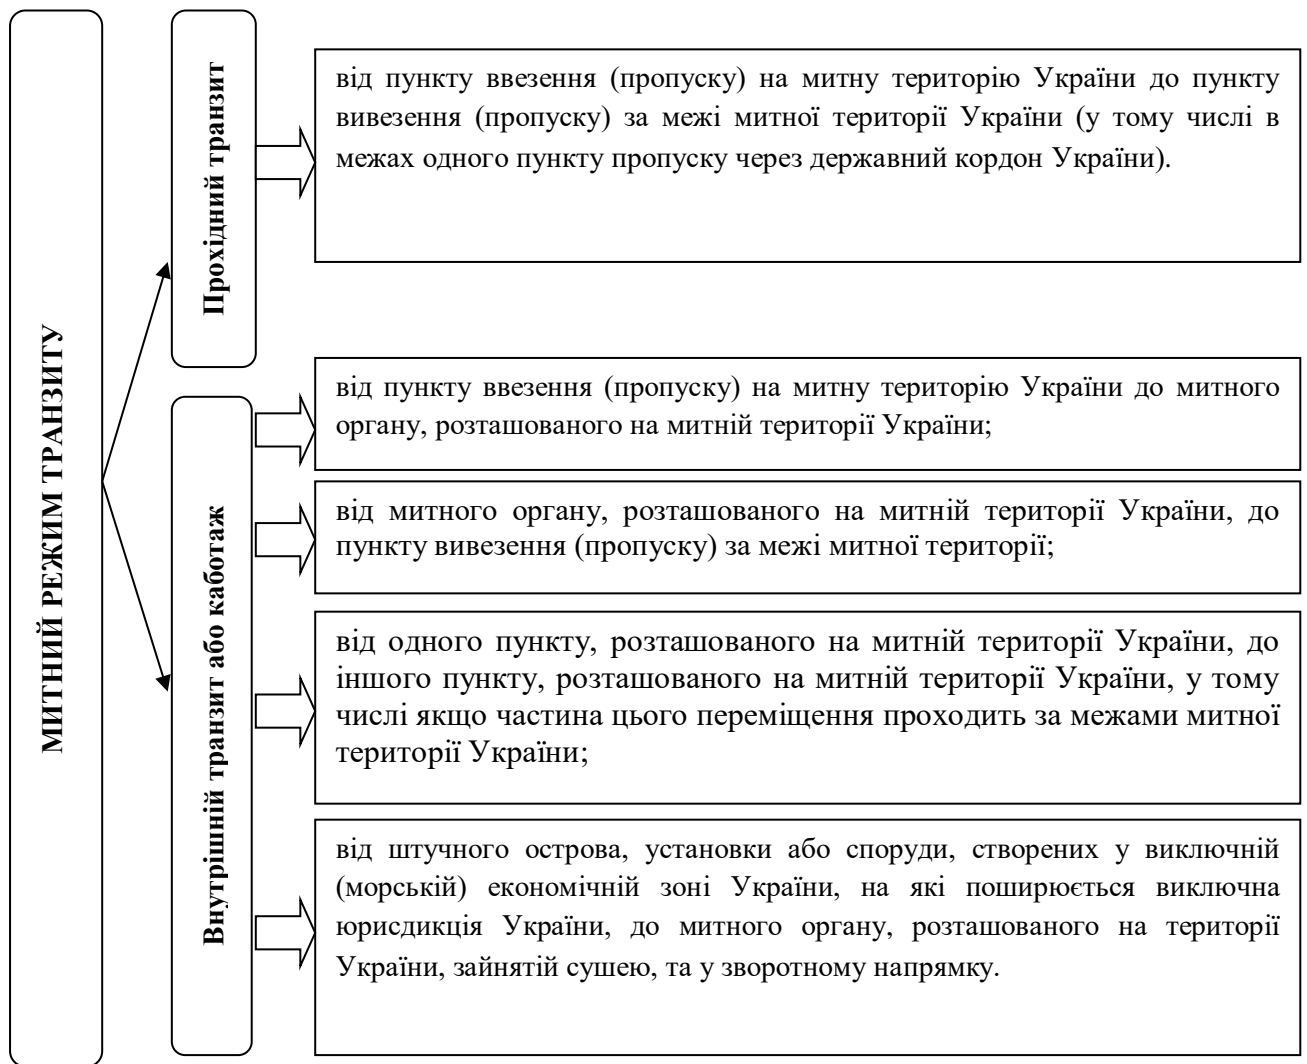 МИТНИЙ РЕЖИМ ТРАНЗИТУ
Прохідний транзит
від пункту ввезення (пропуску) на митну територію України до пункту
вивезення (пропуску) за межі митної території України (у тому числі в
межах одного пункту пропуску через державний кордон України).
Внутрішній транзит або каботаж
від пункту ввезення (пропуску) на митну територію України до митного
органу, розташованого на митній території України;
від митного органу, розташованого на митній території України, до
пункту вивезення (пропуску) за межі митної території;
від одного пункту, розташованого на митній території України, до
іншого пункту, розташованого на митній території України, у тому
числі якщо частина цього переміщення проходить за межами митної
території України;
від штучного острова, установки або споруди, створених у виключній
(морській) економічній зоні України, на які поширюється виключна
юрисдикція України, до митного органу, розташованого на території
України, зайнятій сушею, та у зворотному напрямку.